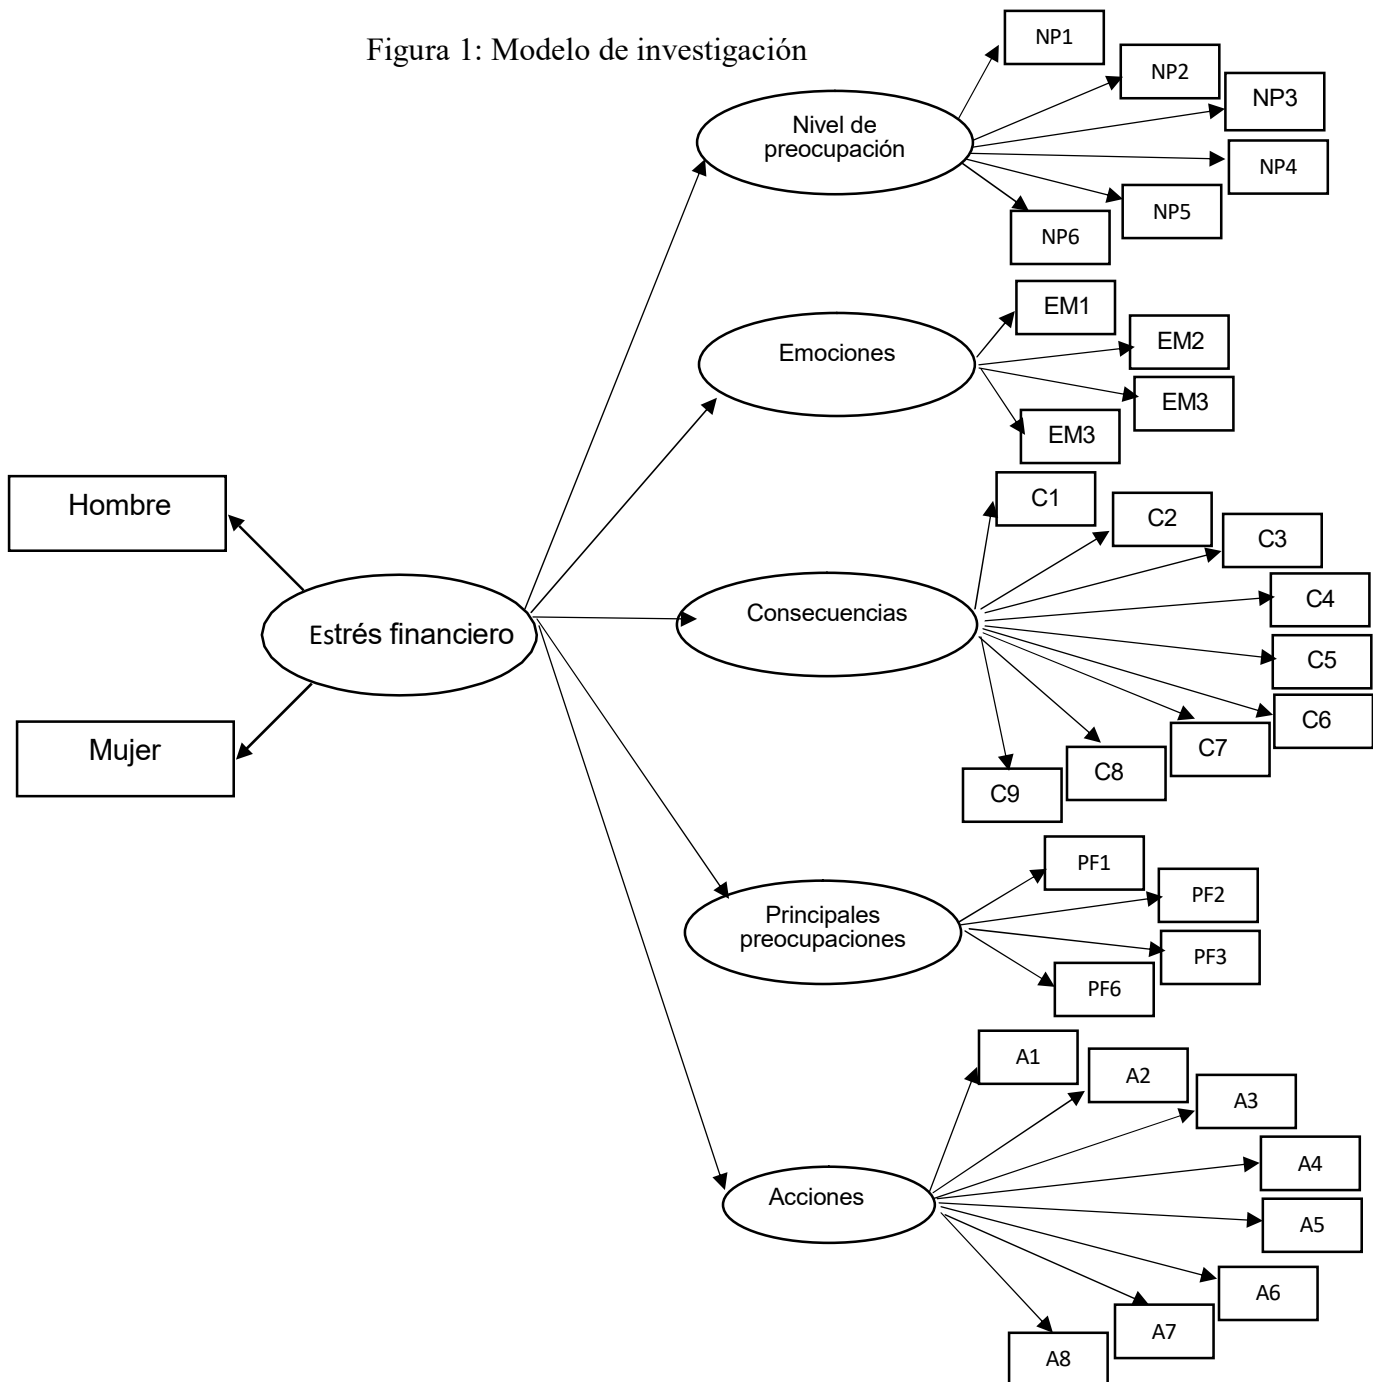 Figura 1: Modelo de investigación
NP1
NP2
NP3
NP4
NP5
NP6
Nivel de
preocupación
EM1
EM2
EM3
EM3
Emociones
Hombre
Estrés financiero
Mujer
C1
C2
C3
C4
C5
C6
C7
C8
C9
Consecuencias
PF1
PF2
PF3
PF6
Principales
preocupaciones
A1
A2
A3
A4
A5
A6
A7
A8
Acciones